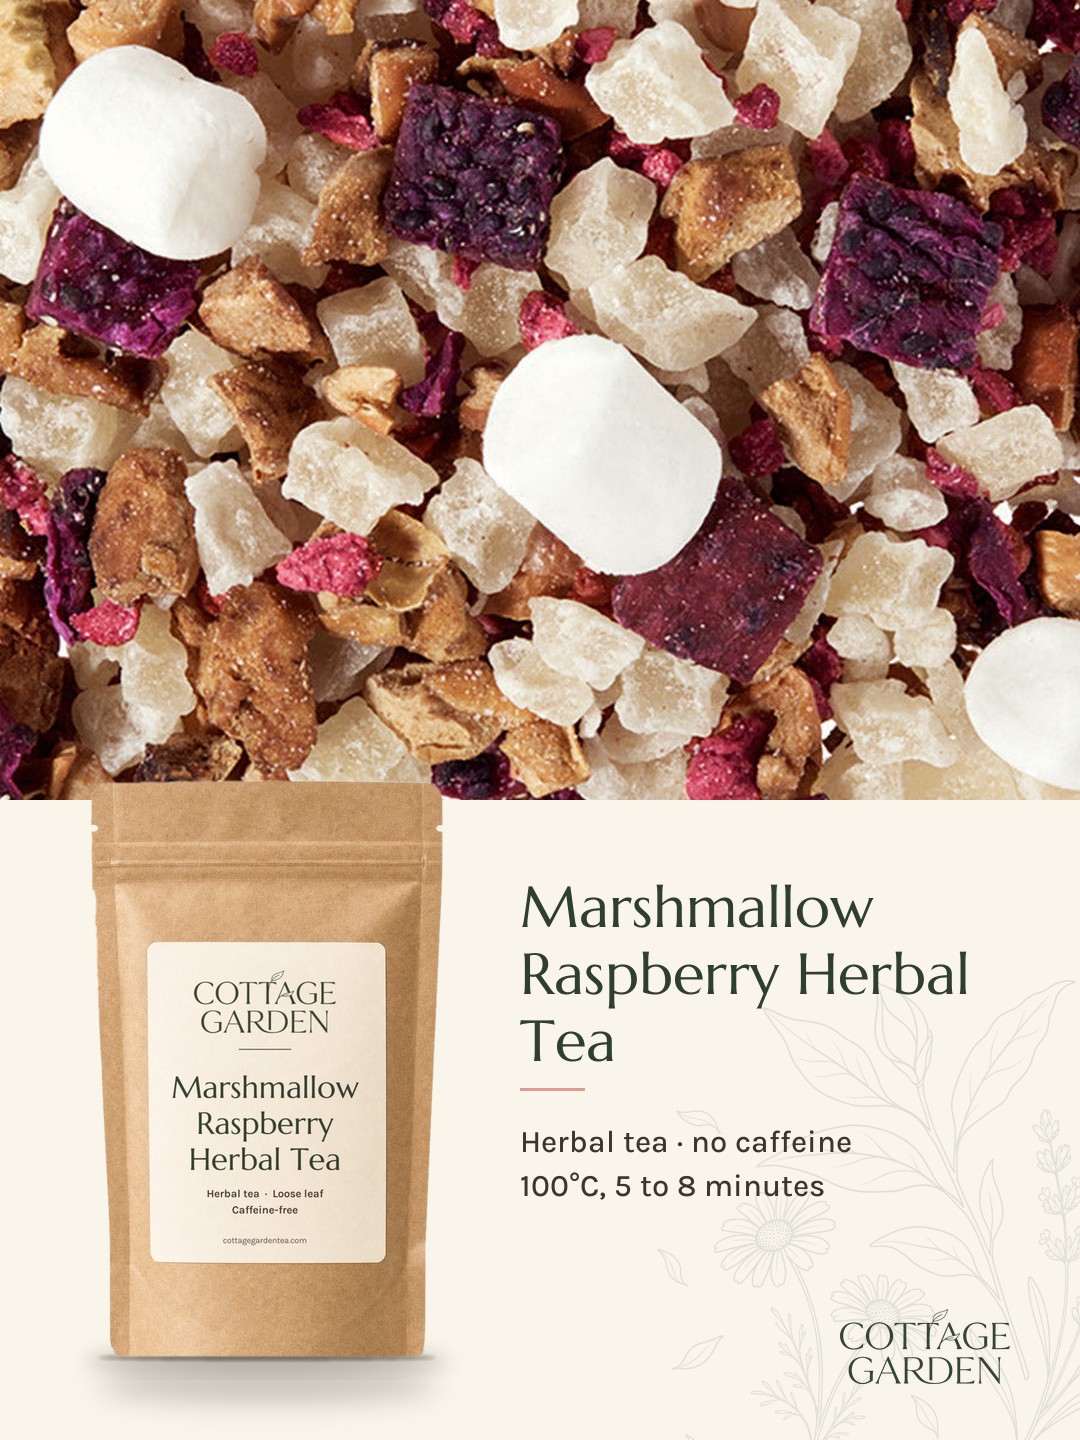 COTTAGE
GARDEN
Marshmallow
Raspberry
Herbal Tea
Herbal tea · Loose leaf
Caffeine-free
cottagegardentea.com
Marshmallow
Raspberry Herbal
Tea
Herbal tea · no caffeine
100°C, 5 to 8 minutes
COTTAGE
GARDEN